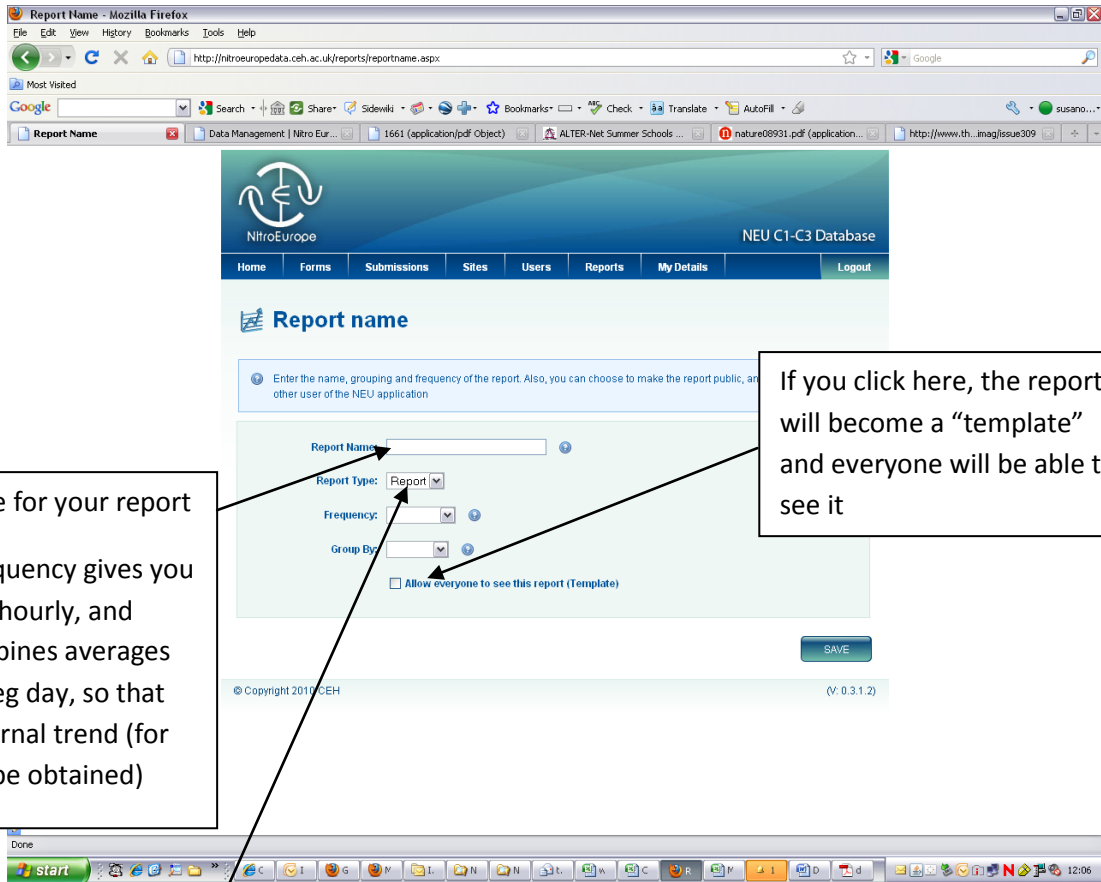 Report Name - Mozilla Firefox
File Edit View History Bookmarks Tools Help
http://nitroeuropedata.ceh.ac.uk/reports/reportname.aspx
Google
Most Visited
Google Search Share Sidewiki Bookmarks Check Translate AutoFill susano...
Report Name
Data Management | Nitro Eur...
1661 (application/pdf Object)
ALTER-Net Summer Schools ...
nature08931.pdf (application...
http://www.th...imag/issue309
NitroEurope
NEU C1-C3 Database
Home Forms Submissions Sites Users Reports My Details Logout
Report name
Enter the name, grouping and frequency of the report. Also, you can choose to make the report public, an
other user of the NEU application
If you click here, the report
will become a “template”
and everyone will be able t
see it
Report Name:
Report Type: Report
Frequency:
Group By:
Allow everyone to see this report (Template)
SAVE
e for your report
quency gives you
hourly, and
bines averages
eg day, so that
rnal trend (for
be obtained)
© Copyright 2010 CEH
(V: 0.3.1.2)
Done
start C I G M I. N N t. w C R M 1 D d 12:06